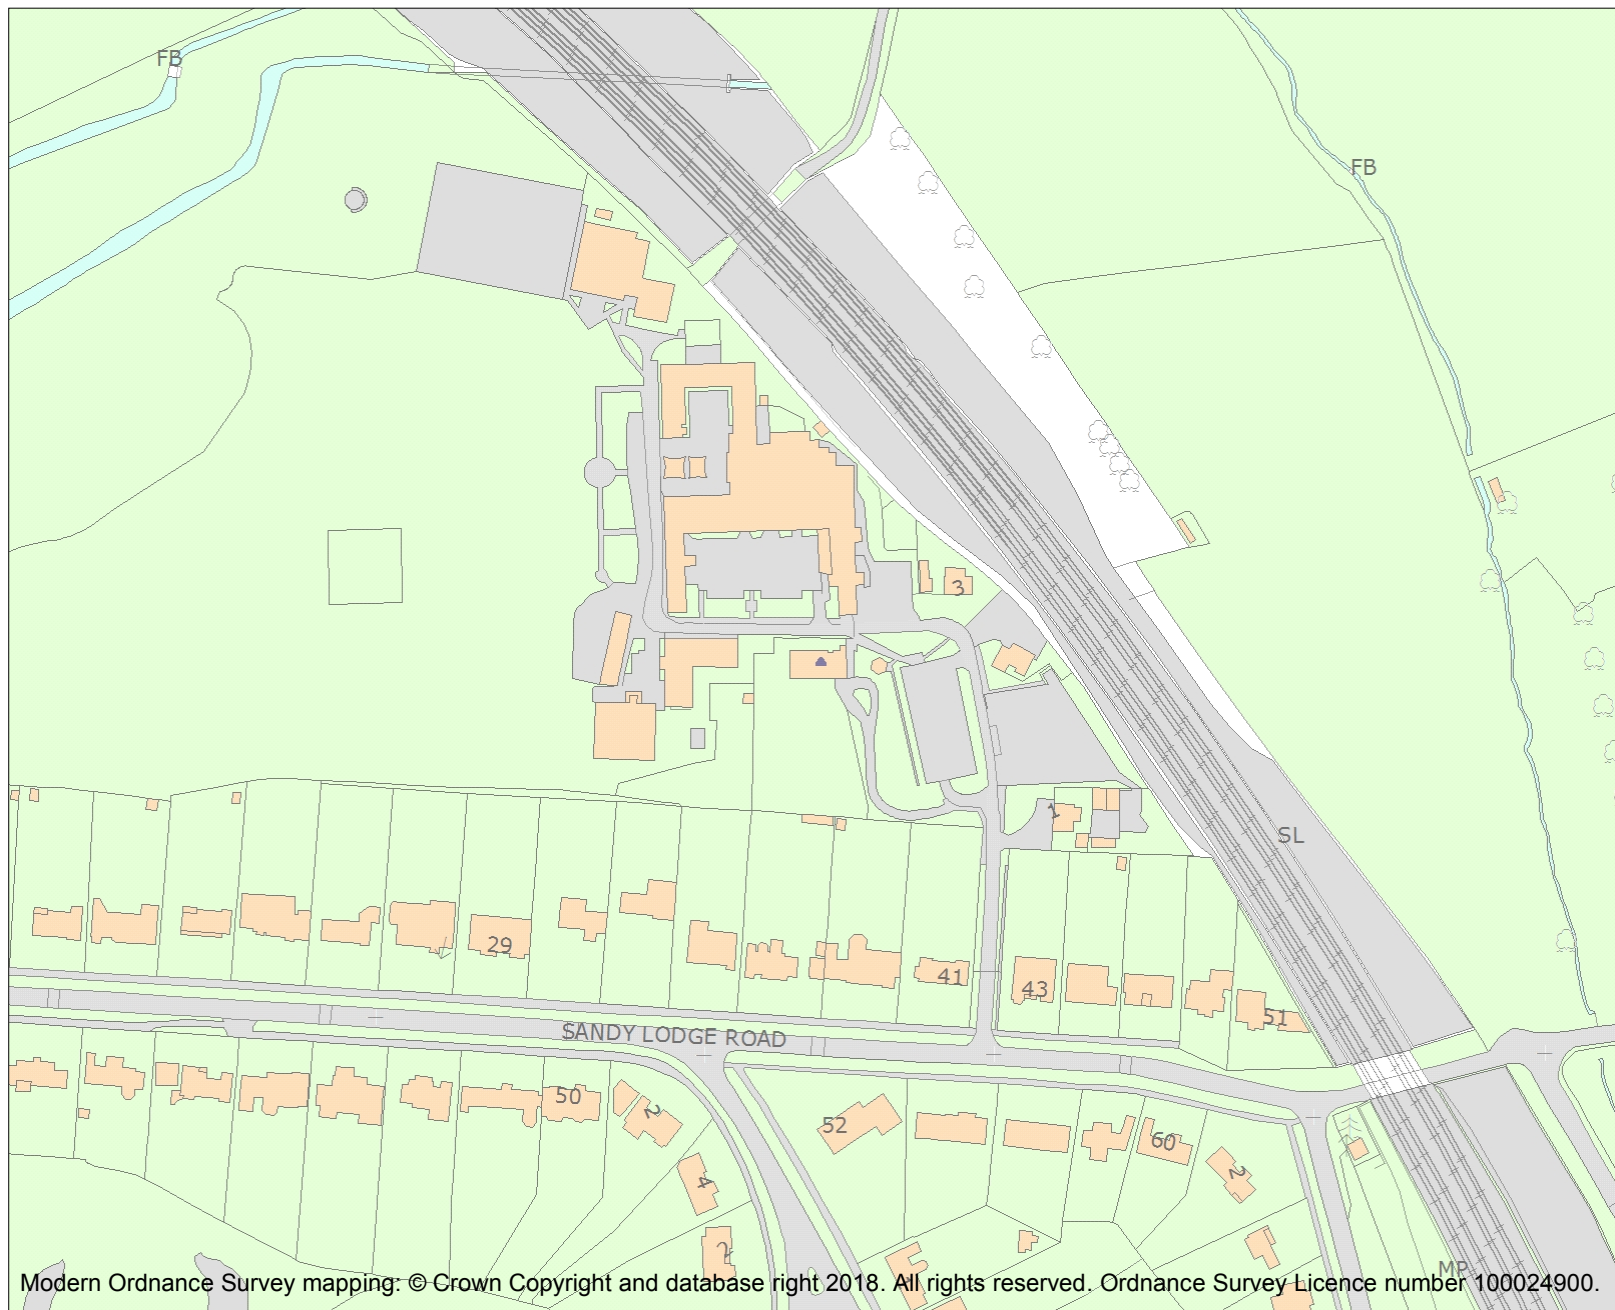 FB
FB
3
1
SL
29
41
43
51
SANDY LODGE ROAD
50
2
52
60
4
2
2
MP
Modern Ordnance Survey mapping: © Crown Copyright and database right 2018. All rights reserved. Ordnance Survey Licence number 100024900.